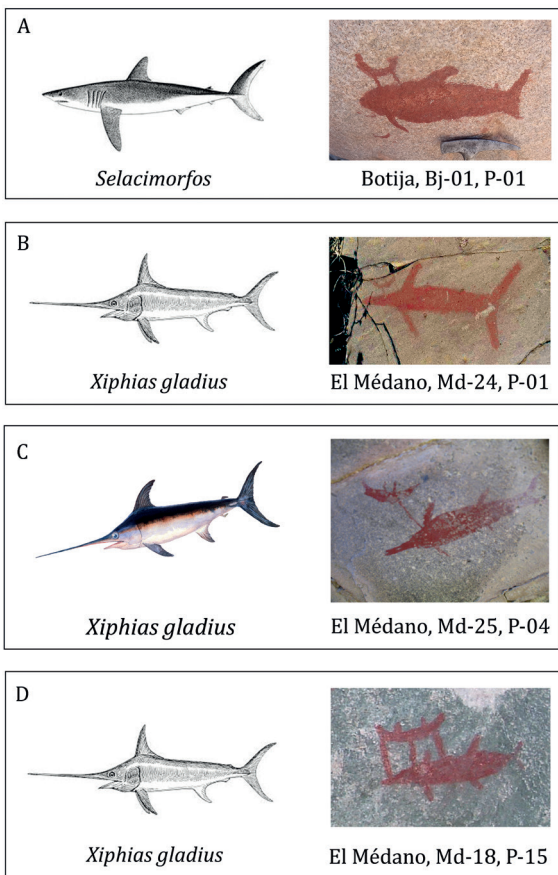 A
Selacimorfos
Botija, Bj-01, P-01
B
Xiphias gladius
El Médano, Md-24, P-01
C
Xiphias gladius
El Médano, Md-25, P-04
D
Xiphias gladius
El Médano, Md-18, P-15